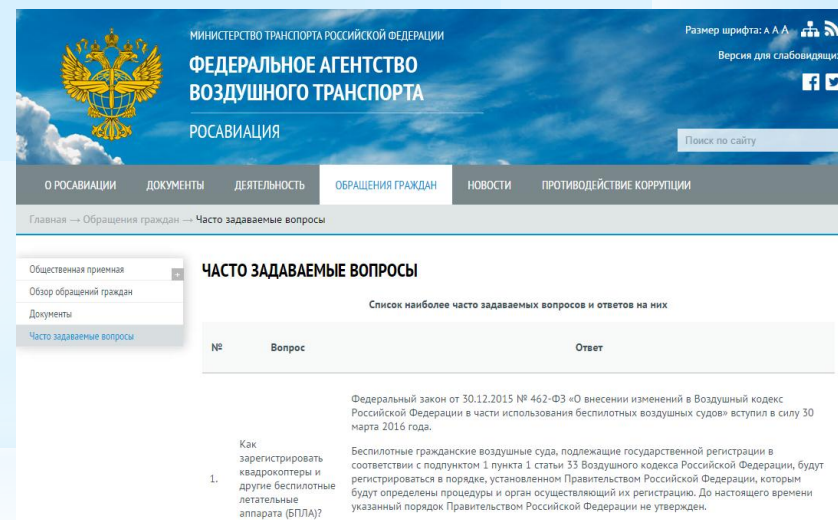 МИНИСТЕРСТВО ТРАНСПОРТА РОССИЙСКОЙ ФЕДЕРАЦИИ
ФЕДЕРАЛЬНОЕ АГЕНТСТВО
ВОЗДУШНОГО ТРАНСПОРТА
РОСАВИАЦИЯ
Размер шрифта: А А А
Версия для слабовидящих
Поиск по сайту
О РОСАВИАЦИИ ДОКУМЕНТЫ ДЕЯТЕЛЬНОСТЬ ОБРАЩЕНИЯ ГРАЖДАН НОВОСТИ ПРОТИВОДЕЙСТВИЕ КОРРУПЦИИ
Главная → Обращения граждан → Часто задаваемые вопросы
Общественная приемная +
Обзор обращений граждан
Документы
Часто задаваемые вопросы
ЧАСТО ЗАДАВАЕМЫЕ ВОПРОСЫ
Список наиболее часто задаваемых вопросов и ответов на них
№ Вопрос Ответ
1.
Как
зарегистрировать
квадрокоптеры и
другие беспилотные
летательные
аппарата (БПЛА)?
Федеральный закон от 30.12.2015 № 462-ФЗ «О внесении изменений в Воздушный кодекс
Российской Федерации в части использования беспилотных воздушных судов» вступил в силу 30
марта 2016 года.
Беспилотные гражданские воздушные суда, подлежащие государственной регистрации в
соответствии с подпунктом 1 пункта 1 статьи 33 Воздушного кодекса Российской Федерации, будут
регистрироваться в порядке, установленном Правительством Российской Федерации, которым
будут определены процедуры и орган осуществляющий их регистрацию. До настоящего времени
указанный порядок Правительством Российской Федерации не утвержден.